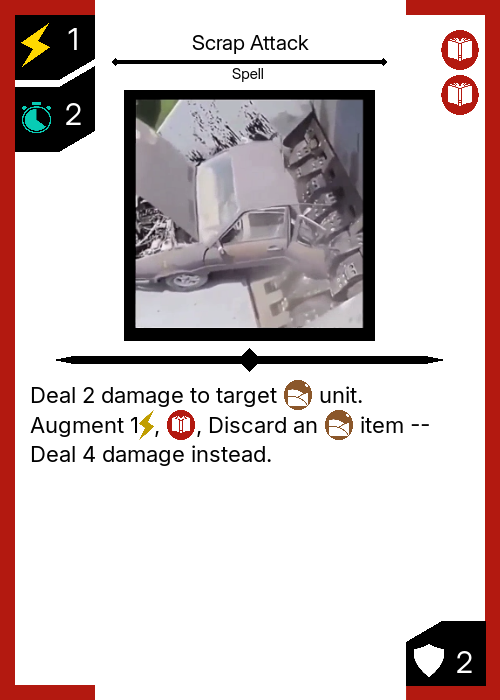 1
Scrap Attack
Spell
2
Deal 2 damage to target unit.
Augment 1, , Discard an item --
Deal 4 damage instead.
2